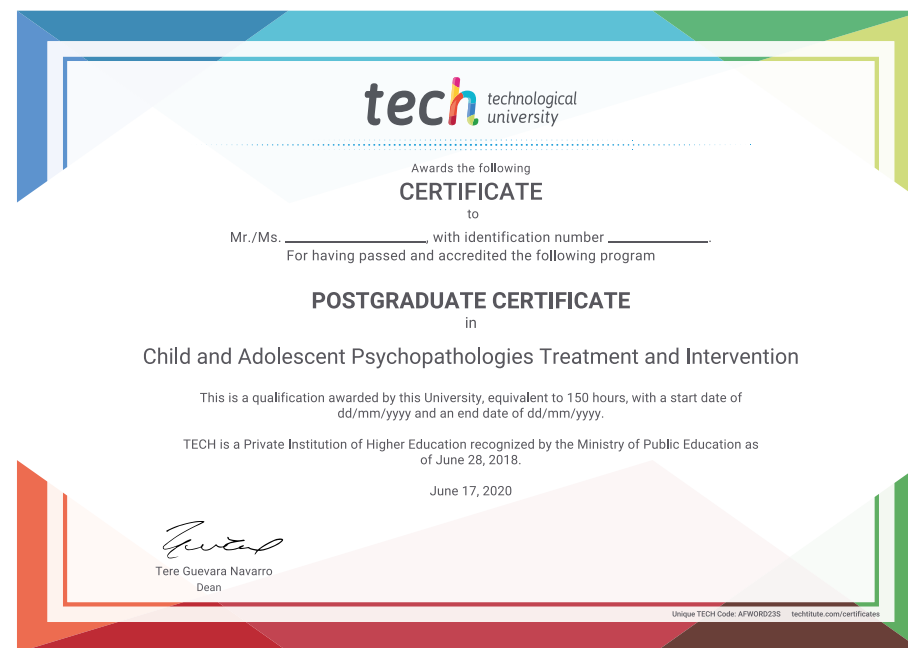 tech technological
university
Awards the following
CERTIFICATE
to
Mr./Ms. ____________________, with identification number ______________.
For having passed and accredited the following program
POSTGRADUATE CERTIFICATE
in
Child and Adolescent Psychopathologies Treatment and Intervention
This is a qualification awarded by this University, equivalent to 150 hours, with a start date of
dd/mm/yyyy and an end date of dd/mm/yyyy.
TECH is a Private Institution of Higher Education recognized by the Ministry of Public Education as
of June 28, 2018.
June 17, 2020
Tere Guevara Navarro
Dean
Unique TECH Code: AFWORD23S techtitute.com/certificates